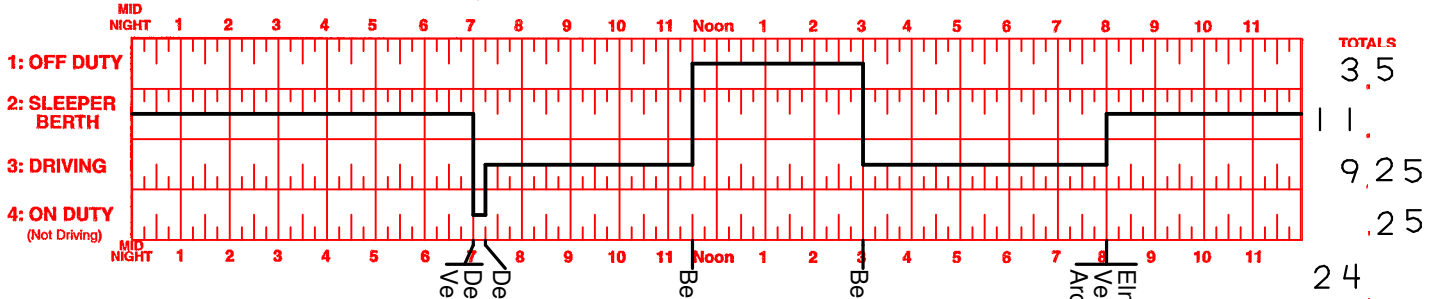 MID
NIGHT 1 2 3 4 5 6 7 8 9 10 11 Noon 1 2 3 4 5 6 7 8 9 10 11
TOTALS
1: OFF DUTY 3.5
2: SLEEPER
BERTH 11.
3: DRIVING 9.25
4: ON DUTY .25
(Not Driving)
MID
NIGHT 1 2 3 4 5 6 7 8 9 10 11 Noon 1 2 3 4 5 6 7 8 9 10 11
24.
Ve
De
De
Be
Be
Ard
Ve